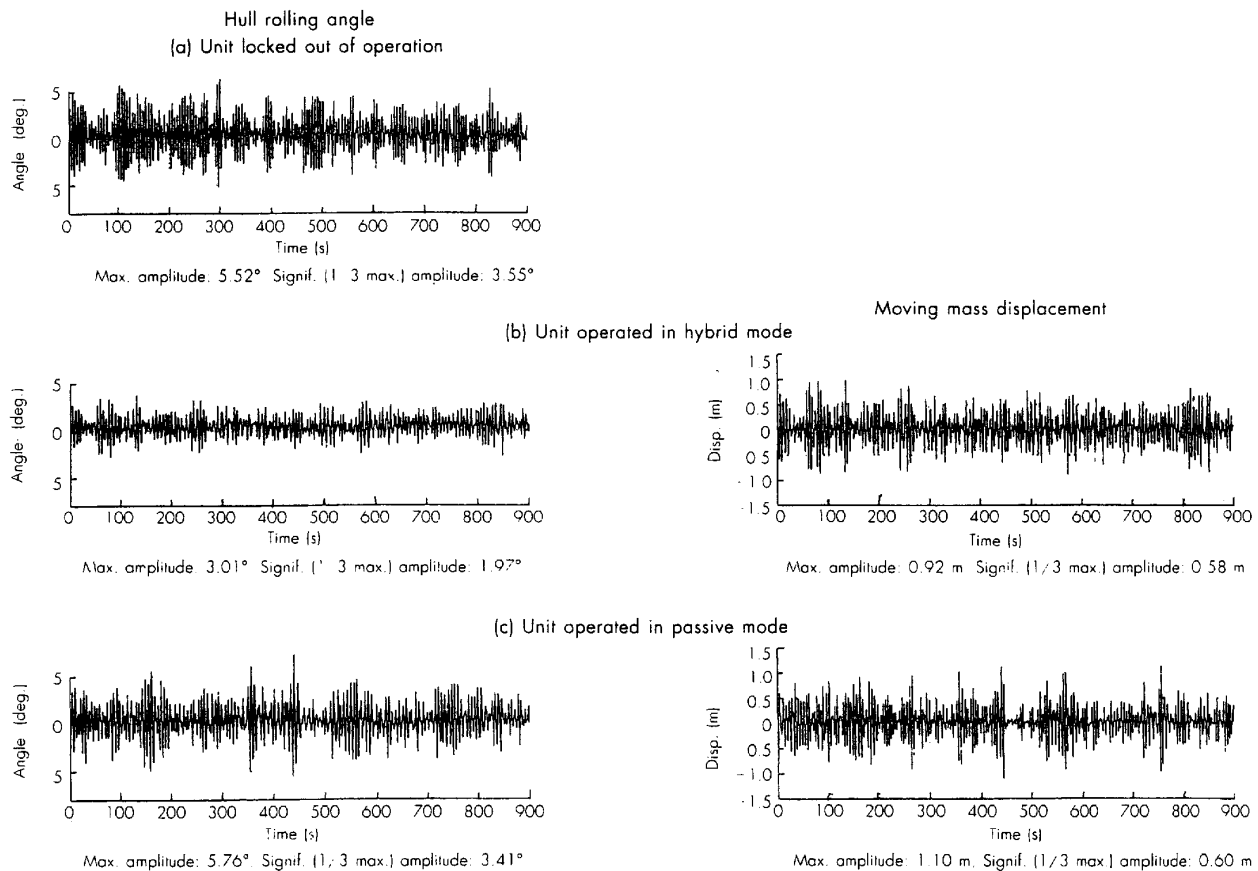 Hull rolling angle
(a) Unit locked out of operation
Angle (deg.)
5
0
5
0 100 200 300 400 500 600 700 800 900
Time (s)
Max. amplitude: 5.52° Signif. (1 3 max.) amplitude: 3.55°
Moving mass displacement
(b) Unit operated in hybrid mode
Angle (deg.)
5
0
5
0 100 200 300 400 500 600 700 800 900
Time (s)
Max. amplitude. 3.01° Signif. (1 3 max.) amplitude: 1.97°
Disp. (m)
1.5
1.0
0.5
0
0.5
-1.0
-1.5
0 100 200 300 400 500 600 700 800 900
Time (s)
Max. amplitude: 0.92 m Signif. (1/3 max.) amplitude: 0.58 m
(c) Unit operated in passive mode
Angle (deg.)
5
0
5
0 100 200 300 400 500 600 700 800 900
Time (s)
Max. amplitude: 5.76° Signif. (1/3 max.) amplitude: 3.41°
Disp. (m)
1.5
1.0
0.5
0
0.5
-1.0
-1.5
0 100 200 300 400 500 600 700 800 900
Time (s)
Max. amplitude: 1.10 m, Signif. (1/3 max.) amplitude: 0.60 m